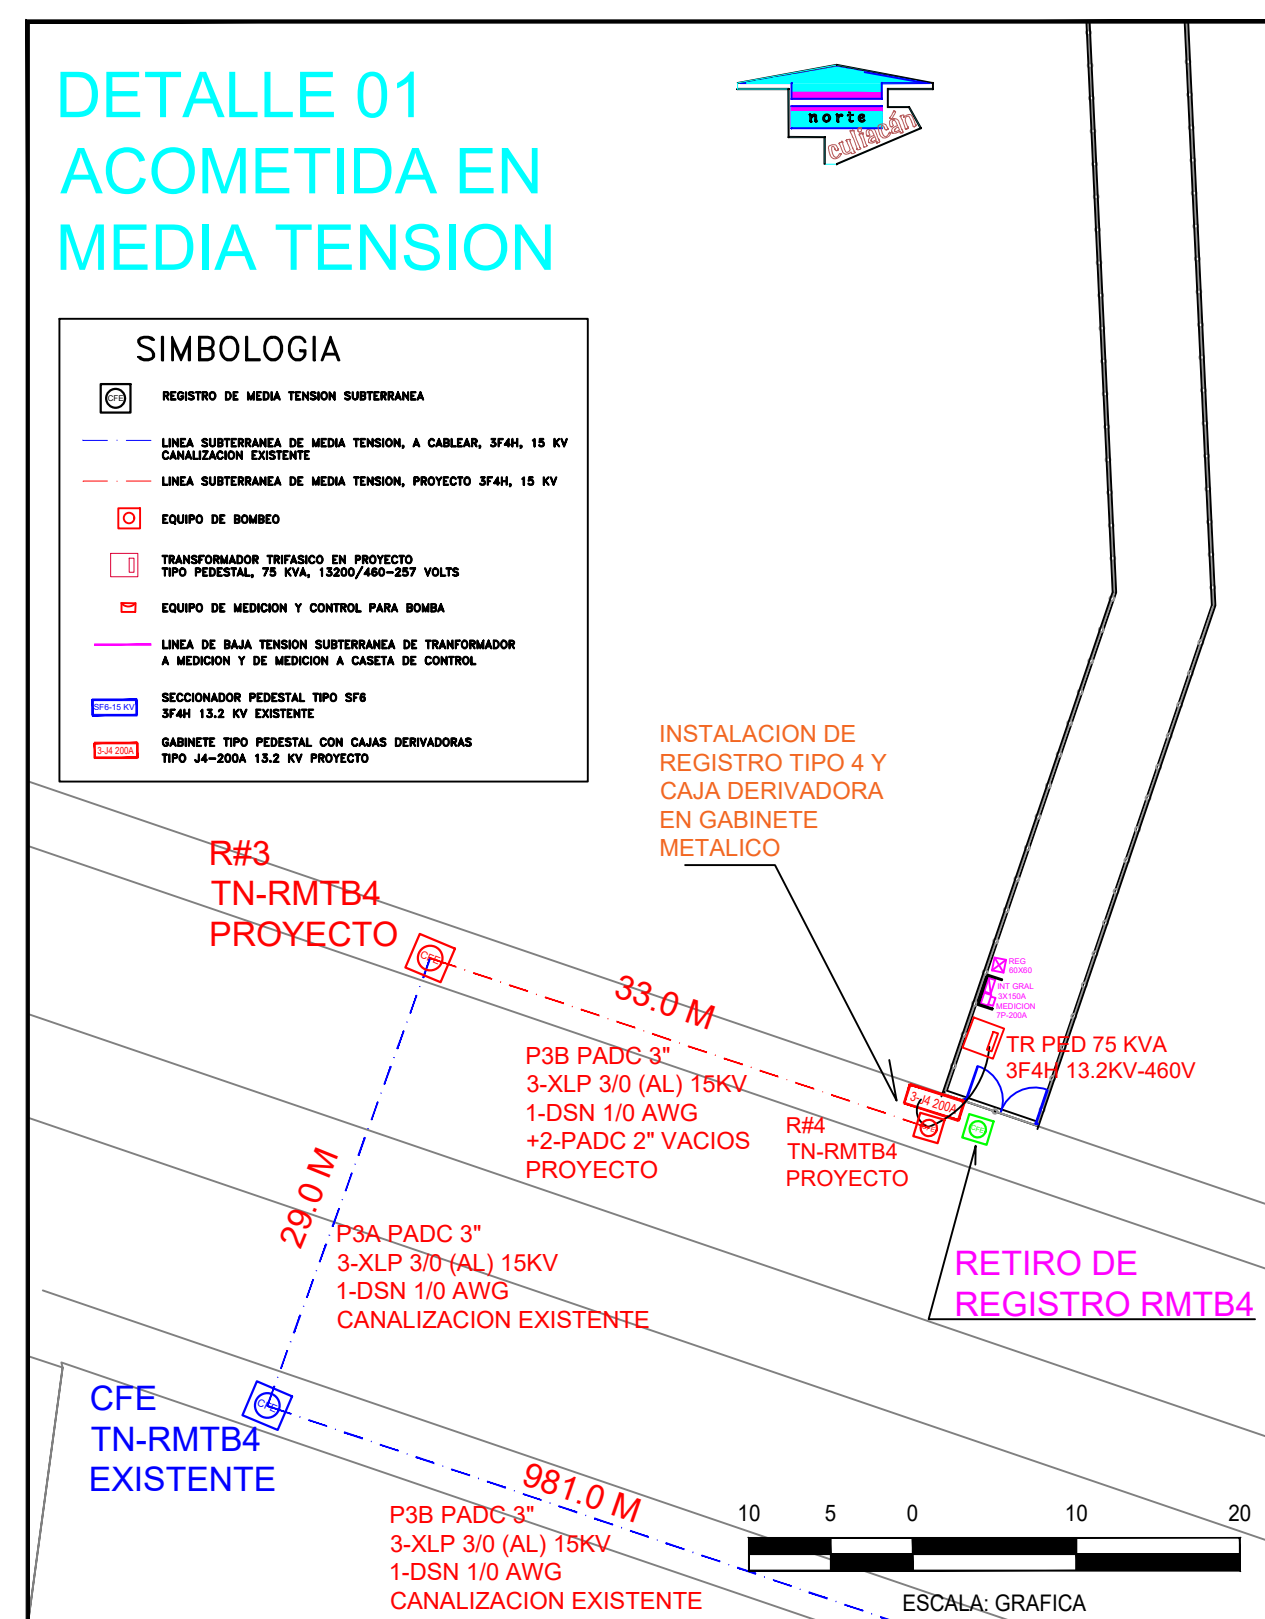 DETALLE 01
ACOMETIDA EN
MEDIA TENSION
norte
culiacán
SIMBOLOGIA
CFE
REGISTRO DE MEDIA TENSION SUBTERRANEA
LINEA SUBTERRANEA DE MEDIA TENSION, A CABLEAR, 3F4H, 15 KV
CANALIZACION EXISTENTE
LINEA SUBTERRANEA DE MEDIA TENSION, PROYECTO 3F4H, 15 KV
EQUIPO DE BOMBEO
TRANSFORMADOR TRIFASICO EN PROYECTO
TIPO PEDESTAL, 75 KVA, 13200/460-257 VOLTS
EQUIPO DE MEDICION Y CONTROL PARA BOMBA
LINEA DE BAJA TENSION SUBTERRANEA DE TRANFORMADOR
A MEDICION Y DE MEDICION A CASETA DE CONTROL
SF6-15 KV
SECCIONADOR PEDESTAL TIPO SF6
3F4H 13.2 KV EXISTENTE
3-J4 200A
GABINETE TIPO PEDESTAL CON CAJAS DERIVADORAS
TIPO J4-200A 13.2 KV PROYECTO
INSTALACION DE
REGISTRO TIPO 4 Y
CAJA DERIVADORA
EN GABINETE
METALICO
R#3
TN-RMTB4
PROYECTO
CFE
33.0 M
P3B PADC 3"
3-XLP 3/0 (AL) 15KV
1-DSN 1/0 AWG
+2-PADC 2" VACIOS
PROYECTO
REG
60X60
INT GRAL
3X150A
MEDICION
7P-200A
TR PED 75 KVA
3F4H 13.2KV-460V
3-J4 200A
CFE
CFE
R#4
TN-RMTB4
PROYECTO
29.0 M
P3A PADC 3"
3-XLP 3/0 (AL) 15KV
1-DSN 1/0 AWG
CANALIZACION EXISTENTE
RETIRO DE
REGISTRO RMTB4
CFE
TN-RMTB4
EXISTENTE
CFE
981.0 M
P3B PADC 3"
3-XLP 3/0 (AL) 15KV
1-DSN 1/0 AWG
CANALIZACION EXISTENTE
10 5 0 10 20
ESCALA: GRAFICA